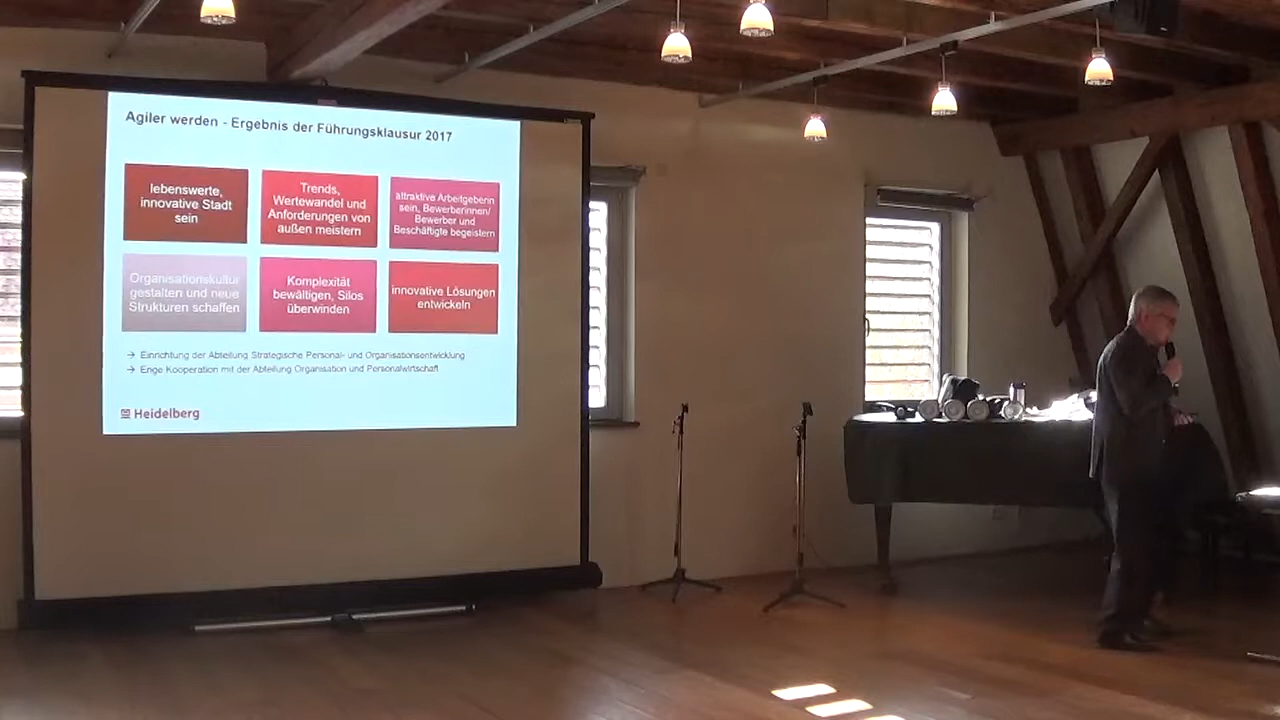 Agiler werden - Ergebnis der Führungsklausur 2017
lebenswerte,
innovative Stadt
sein
Trends,
Wertewandel und
Anforderungen von
außen meistern
attraktive Arbeitgeberin
sein, Bewerberinnen/
Bewerber und
Beschäftigte begeistern
Organisationskultur
gestalten und neue
Strukturen schaffen
Komplexität
bewältigen, Silos
überwinden
innovative Lösungen
entwickeln
→ Einrichtung der Abteilung Strategische Personal- und Organisationsentwicklung
→ Enge Kooperation mit der Abteilung Organisation und Personalwirtschaft
Heidelberg